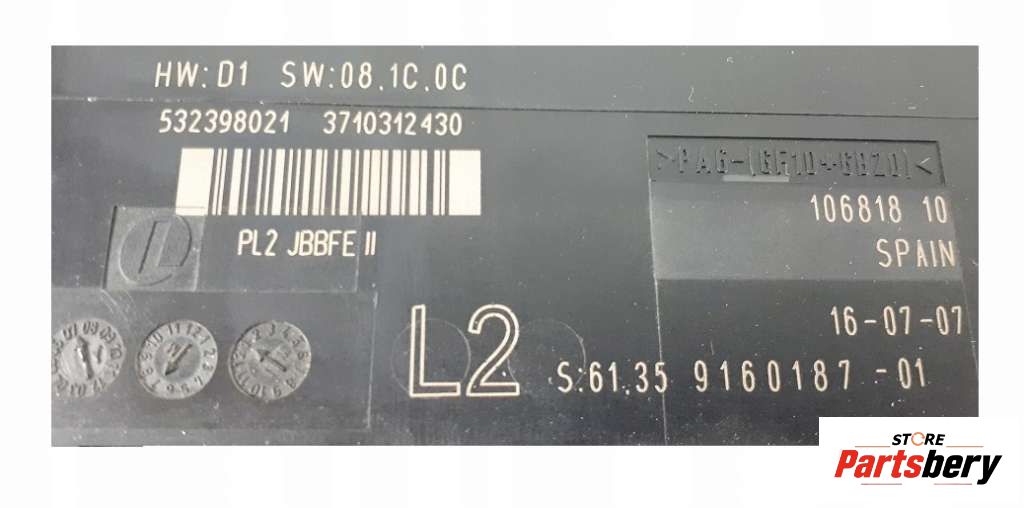 HW:D1 SW:08.1C.0C
532398021 3710312430
>PA6-(GF10+GB20)<
106818 10
PL2 JBBFE II
SPAIN
16-07-07
L2
S:61.35 9160187-01
STORE
Partsbery